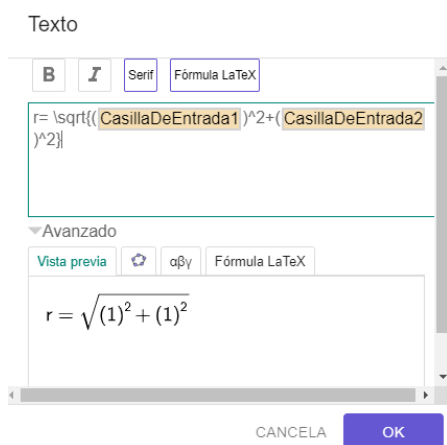 Texto
B I Serif Fórmula LaTeX
r= \sqrt{( CasillaDeEntrada1 )^2+( CasillaDeEntrada2
)^2}
Avanzado
Vista previa αβγ Fórmula LaTeX
r = √(1)² + (1)²
CANCELA OK